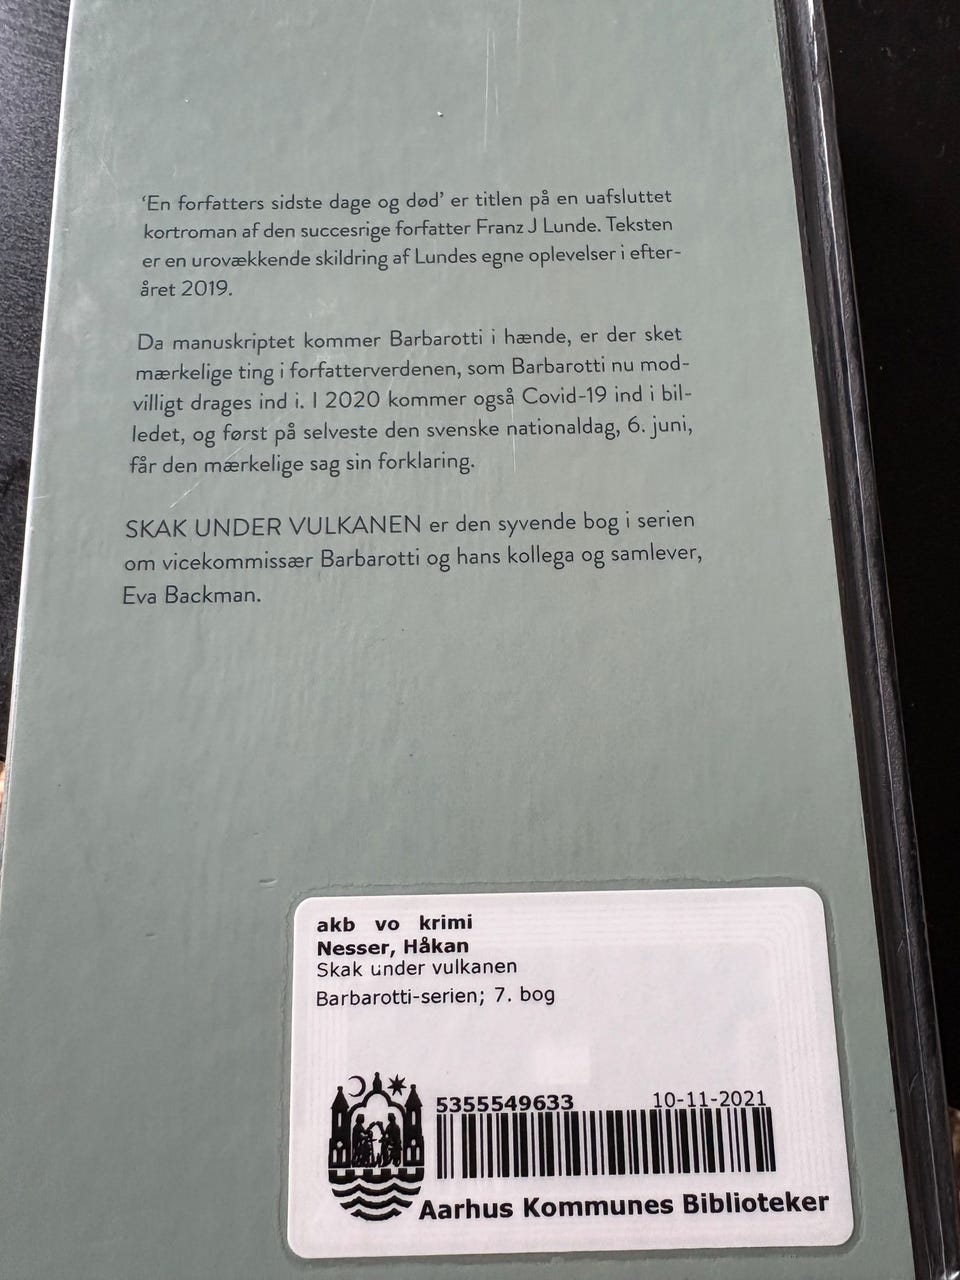 ‘En forfatters sidste dage og død’ er titlen på en uafsluttet
kortroman af den succesrige forfatter Franz J Lunde. Teksten
er en urovækkende skildring af Lundes egne oplevelser i efter-
året 2019.
Da manuskriptet kommer Barbarotti i hænde, er der sket
mærkelige ting i forfatterverdenen, som Barbarotti nu mod-
villigt drages ind i. I 2020 kommer også Covid-19 ind i bil-
ledet, og først på selveste den svenske nationaldag, 6. juni,
får den mærkelige sag sin forklaring.
SKAK UNDER VULKANEN er den syvende bog i serien
om vicekommissær Barbarotti og hans kollega og samlever,
Eva Backman.
akb vo krimi
Nesser, Håkan
Skak under vulkanen
Barbarotti-serien; 7. bog
5355549633 10-11-2021
Aarhus Kommunes Biblioteker